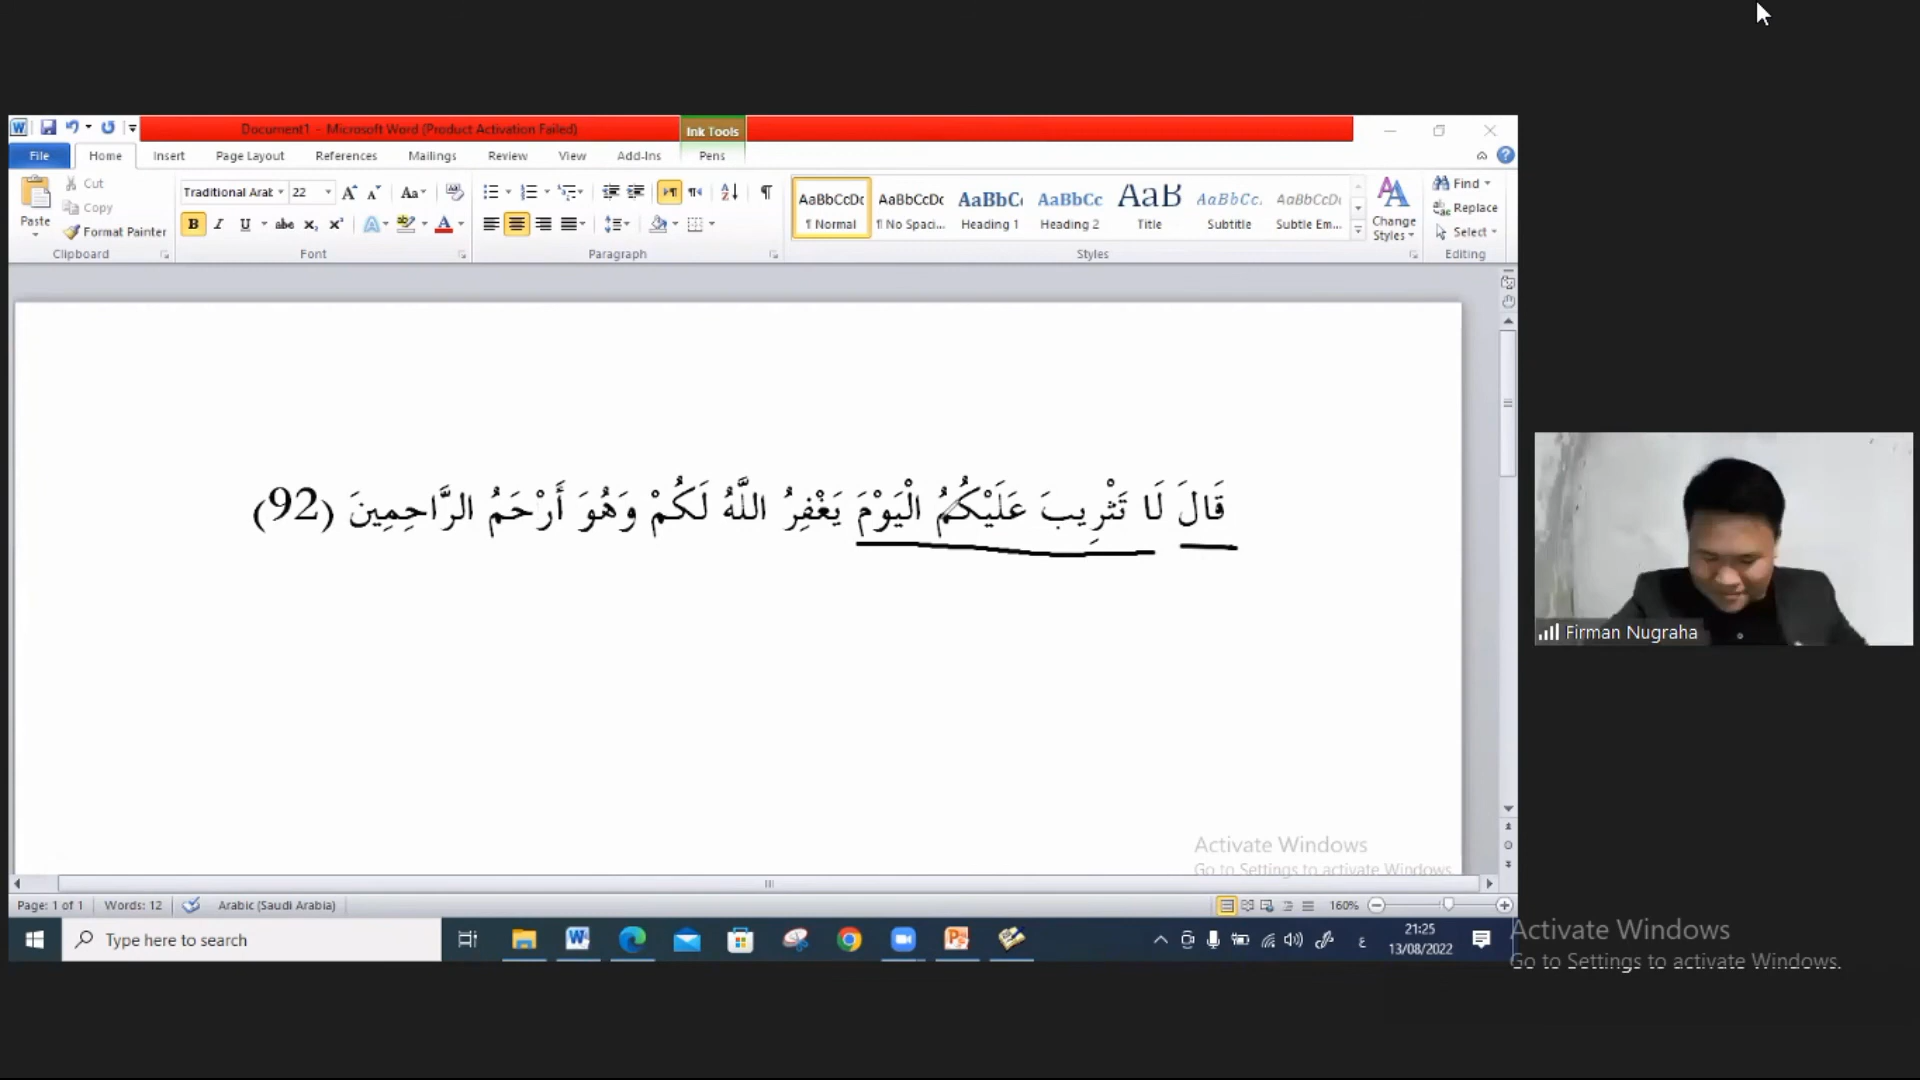 Document1 - Microsoft Word (Product Activation Failed)
Ink Tools
File Home Insert Page Layout References Mailings Review View Add-Ins Pens
Paste
Cut
Copy
Format Painter
Clipboard
Traditional Arat 22
Font
Paragraph
AaBbCcDc AaBbCcDc AaBbC AaBbCc AaB AaBbCc. AaBbCcDc
¶ Normal ¶ No Spaci... Heading 1 Heading 2 Title Subtitle Subtle Em...
Styles
Change Styles
Find
Replace
Select
Editing
قَالَ لَا تَثْرِيبَ عَلَيْكُمُ الْيَوْمَ يَغْفِرُ اللَّهُ لَكُمْ وَهُوَ أَرْحَمُ الرَّاحِمِينَ (92)
Firman Nugraha
Activate Windows
Go to Settings to activate Windows.
Page: 1 of 1 Words: 12 Arabic (Saudi Arabia) 160%
Type here to search
ع
21:25
13/08/2022
Activate Windows
Go to Settings to activate Windows.